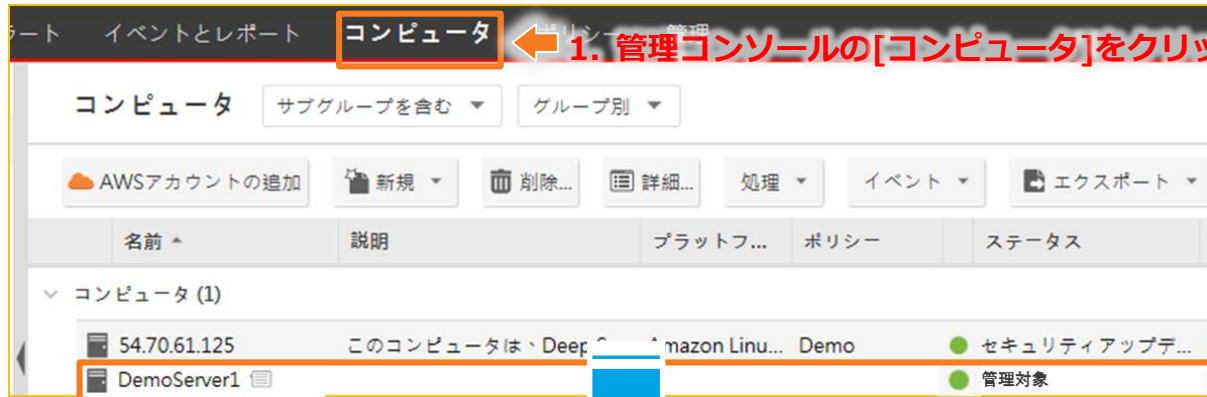 ート イベントとレポート コンピュータ ポリシー 管理
1. 管理コンソールの[コンピュータ]をクリッ
コンピュータ サブグループを含む グループ別
AWSアカウントの追加 新規 削除... 詳細... 処理 イベント エクスポート
名前 説明 プラットフ... ポリシー ステータス
コンピュータ (1)
54.70.61.125 このコンピュータは、Deep Amazon Linu... Demo セキュリティアップデ...
DemoServer1 管理対象